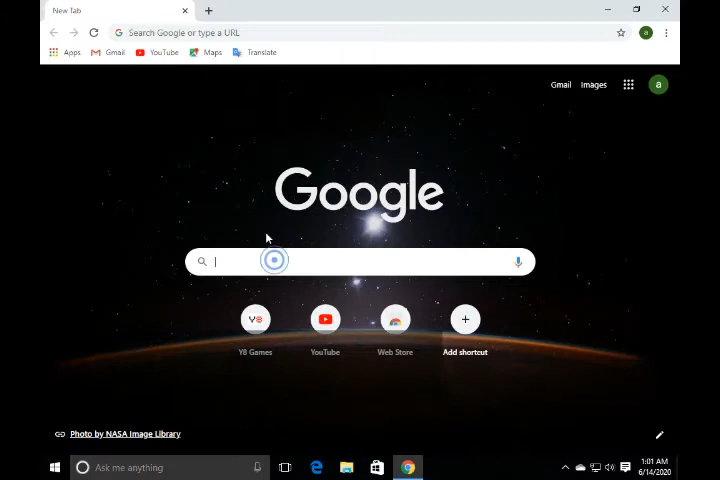 New Tab
Search Google or type a URL
a
Apps
Gmail
YouTube
Maps
Translate
Gmail
Images
a
Google
Y8 Games
YouTube
Web Store
Add shortcut
Photo by NASA Image Library
Ask me anything
1:01 AM
6/14/2020